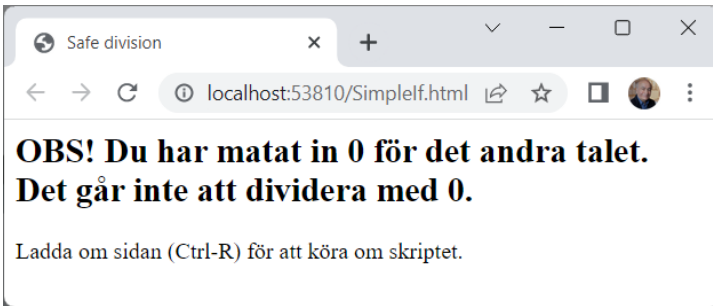 Safe division
localhost:53810/SimpleIf.html
OBS! Du har matat in 0 för det andra talet.
Det går inte att dividera med 0.
Ladda om sidan (Ctrl-R) för att köra om skriptet.